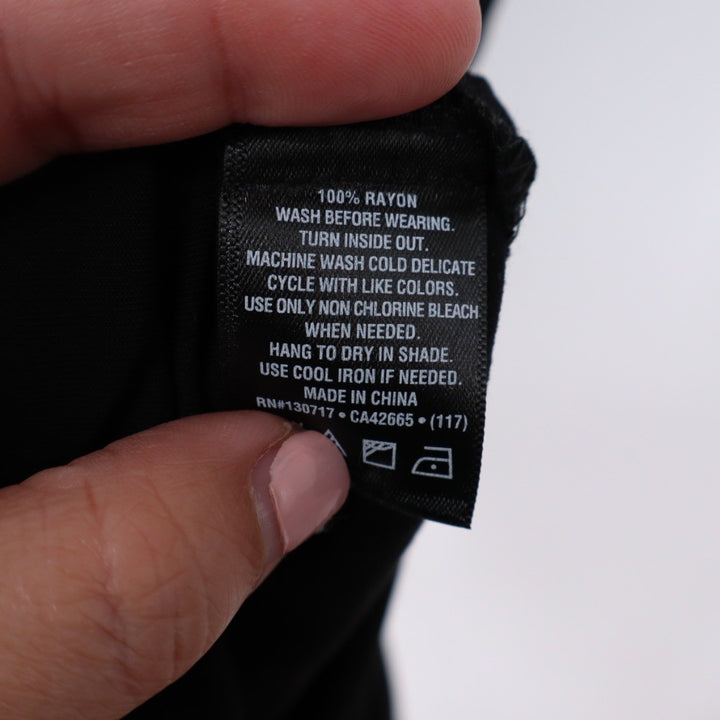 100% RAYON
WASH BEFORE WEARING.
TURN INSIDE OUT.
MACHINE WASH COLD DELICATE
CYCLE WITH LIKE COLORS.
USE ONLY NON CHLORINE BLEACH
WHEN NEEDED.
HANG TO DRY IN SHADE.
USE COOL IRON IF NEEDED.
MADE IN CHINA
RN#130717 • CA42665 • (117)